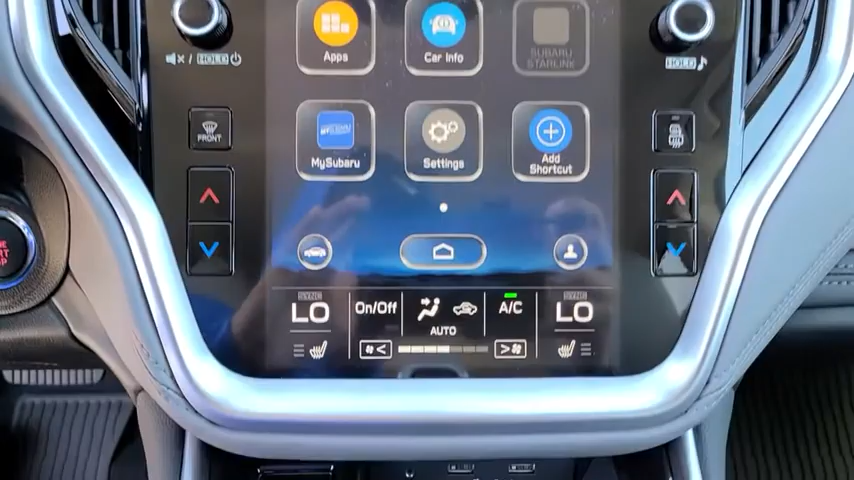 HOLD
HOLD
Apps
Car Info
SUBARU
STARLINK
FRONT
MySubaru
Settings
Add
Shortcut
LO
On/Off
AUTO
A/C
LO